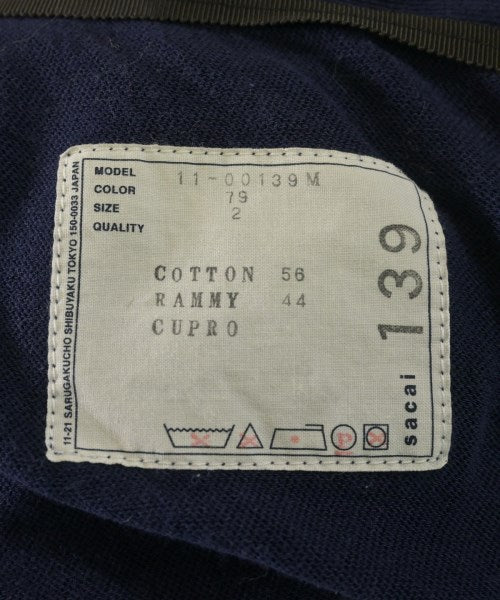 MODEL 11-00139M
COLOR 79
SIZE 2
QUALITY
COTTON 56
RAMMY 44
CUPRO
P
sacai 139
11-21 SARUGAKUCHO SHIBUYAKU TOKYO 150-0033 JAPAN